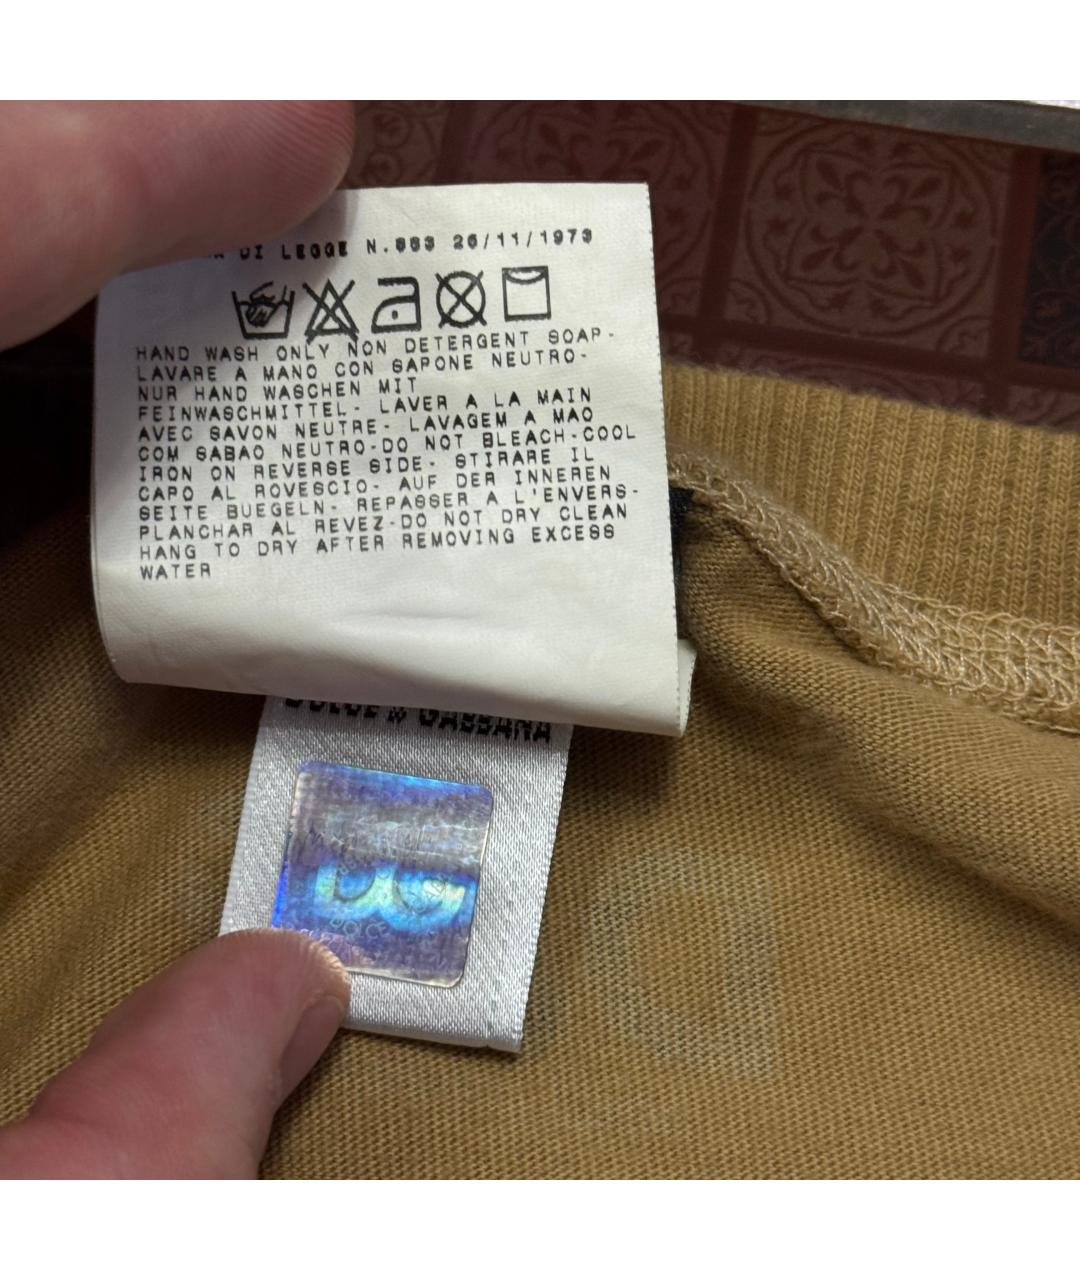 DI LEGGE N.883 26/11/1973
HAND WASH ONLY NON DETERGENT SOAP-
LAVARE A MANO CON SAPONE NEUTRO-
NUR HAND WASCHEN MIT
FEINWASCHMITTEL- LAVER A LA MAIN
AVEC SAVON NEUTRE- LAVAGEM A MAO
COM SABAO NEUTRO-DO NOT BLEACH-COOL
IRON ON REVERSE SIDE- STIRARE IL
CAPO AL ROVESCIO- AUF DER INNEREN
SEITE BUEGELN- REPASSER A L'ENVERS-
PLANCHAR AL REVEZ-DO NOT DRY CLEAN
HANG TO DRY AFTER REMOVING EXCESS
WATER
DOLCE & GABBANA
DG